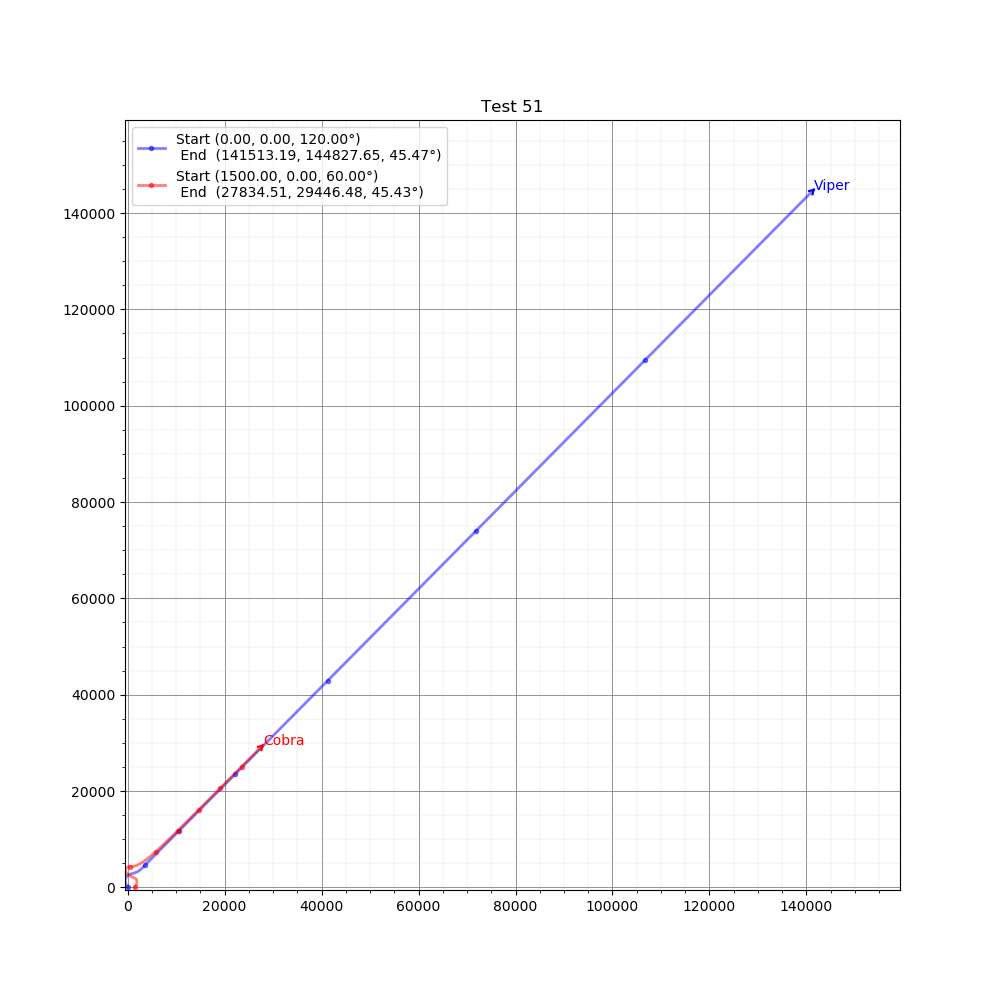 Test 51
Start (0.00, 0.00, 120.00°)
End (141513.19, 144827.65, 45.47°)
Start (1500.00, 0.00, 60.00°)
End (27834.51, 29446.48, 45.43°)
Viper
Cobra
140000
120000
100000
80000
60000
40000
20000
0
0 20000 40000 60000 80000 100000 120000 140000